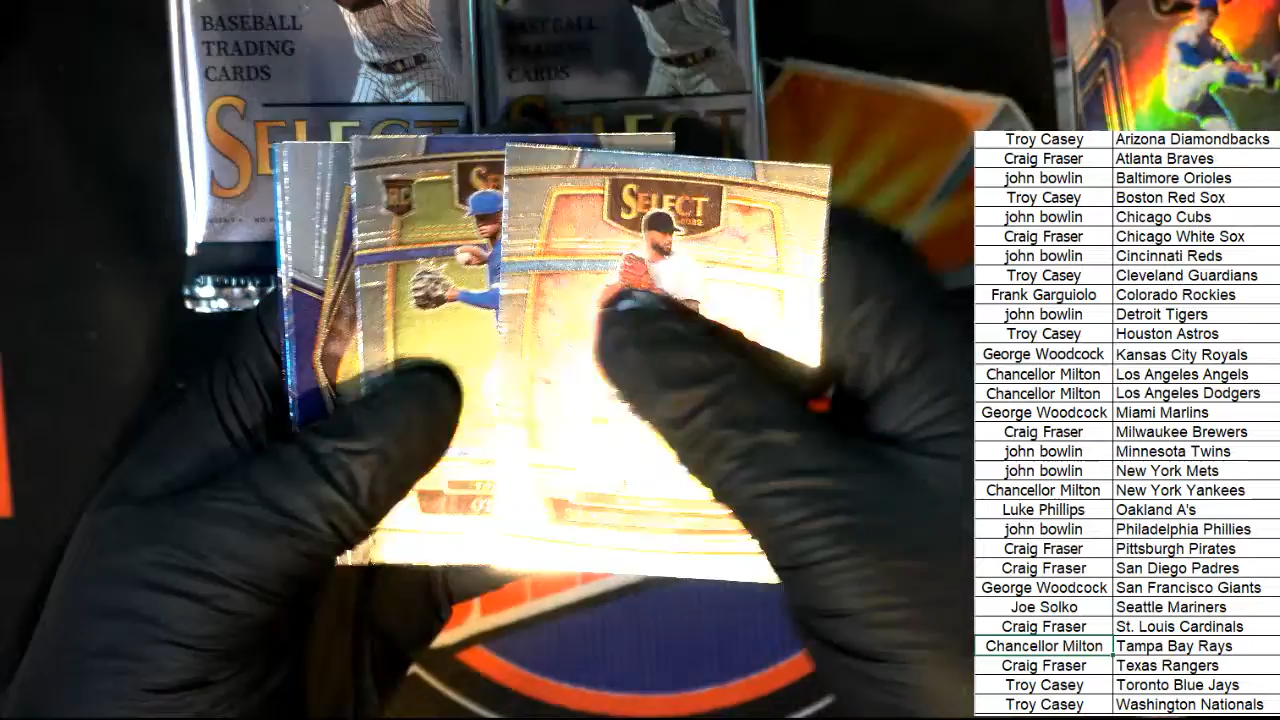 BASEBALL
TRADING
CARDS
SELECT
BASEBALL
TRADING
CARDS
SELECT
RC
SELECT
2022
Troy Casey Arizona Diamondbacks
Craig Fraser Atlanta Braves
john bowlin Baltimore Orioles
Troy Casey Boston Red Sox
john bowlin Chicago Cubs
Craig Fraser Chicago White Sox
john bowlin Cincinnati Reds
Troy Casey Cleveland Guardians
Frank Garguiolo Colorado Rockies
john bowlin Detroit Tigers
Troy Casey Houston Astros
George Woodcock Kansas City Royals
Chancellor Milton Los Angeles Angels
Chancellor Milton Los Angeles Dodgers
George Woodcock Miami Marlins
Craig Fraser Milwaukee Brewers
john bowlin Minnesota Twins
john bowlin New York Mets
Chancellor Milton New York Yankees
Luke Phillips Oakland A's
john bowlin Philadelphia Phillies
Craig Fraser Pittsburgh Pirates
Craig Fraser San Diego Padres
George Woodcock San Francisco Giants
Joe Solko Seattle Mariners
Craig Fraser St. Louis Cardinals
Chancellor Milton Tampa Bay Rays
Craig Fraser Texas Rangers
Troy Casey Toronto Blue Jays
Troy Casey Washington Nationals